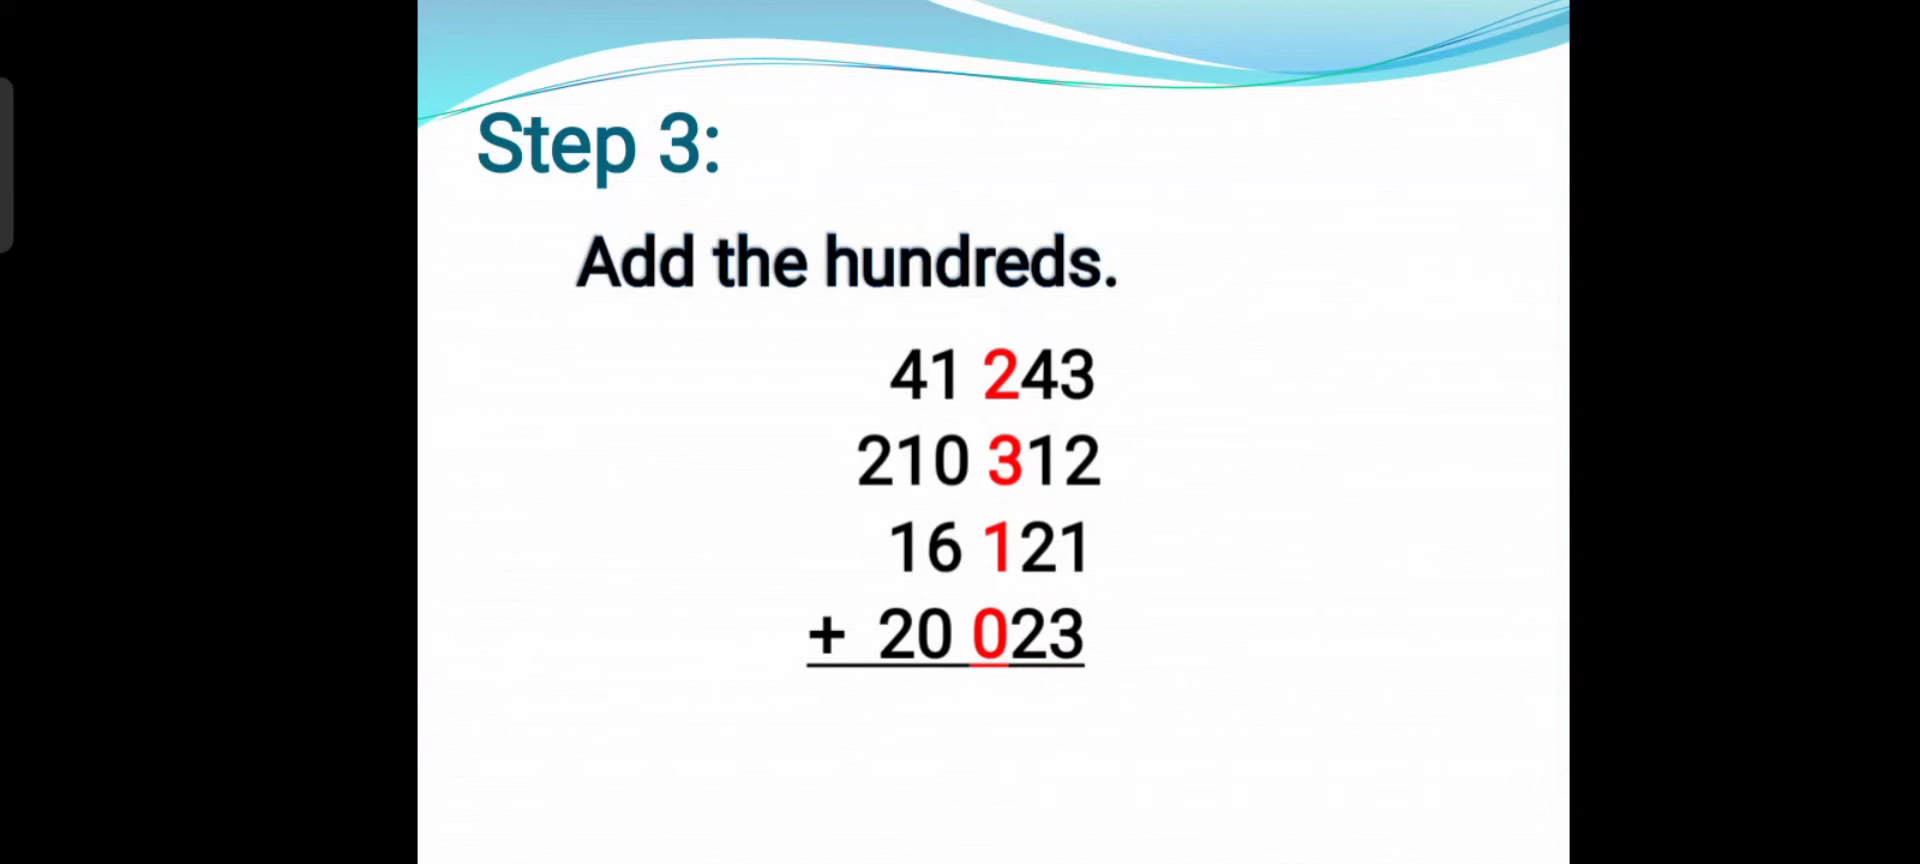 Step 3:
Add the hundreds.
41 243
210 312
16 121
+ 20 023